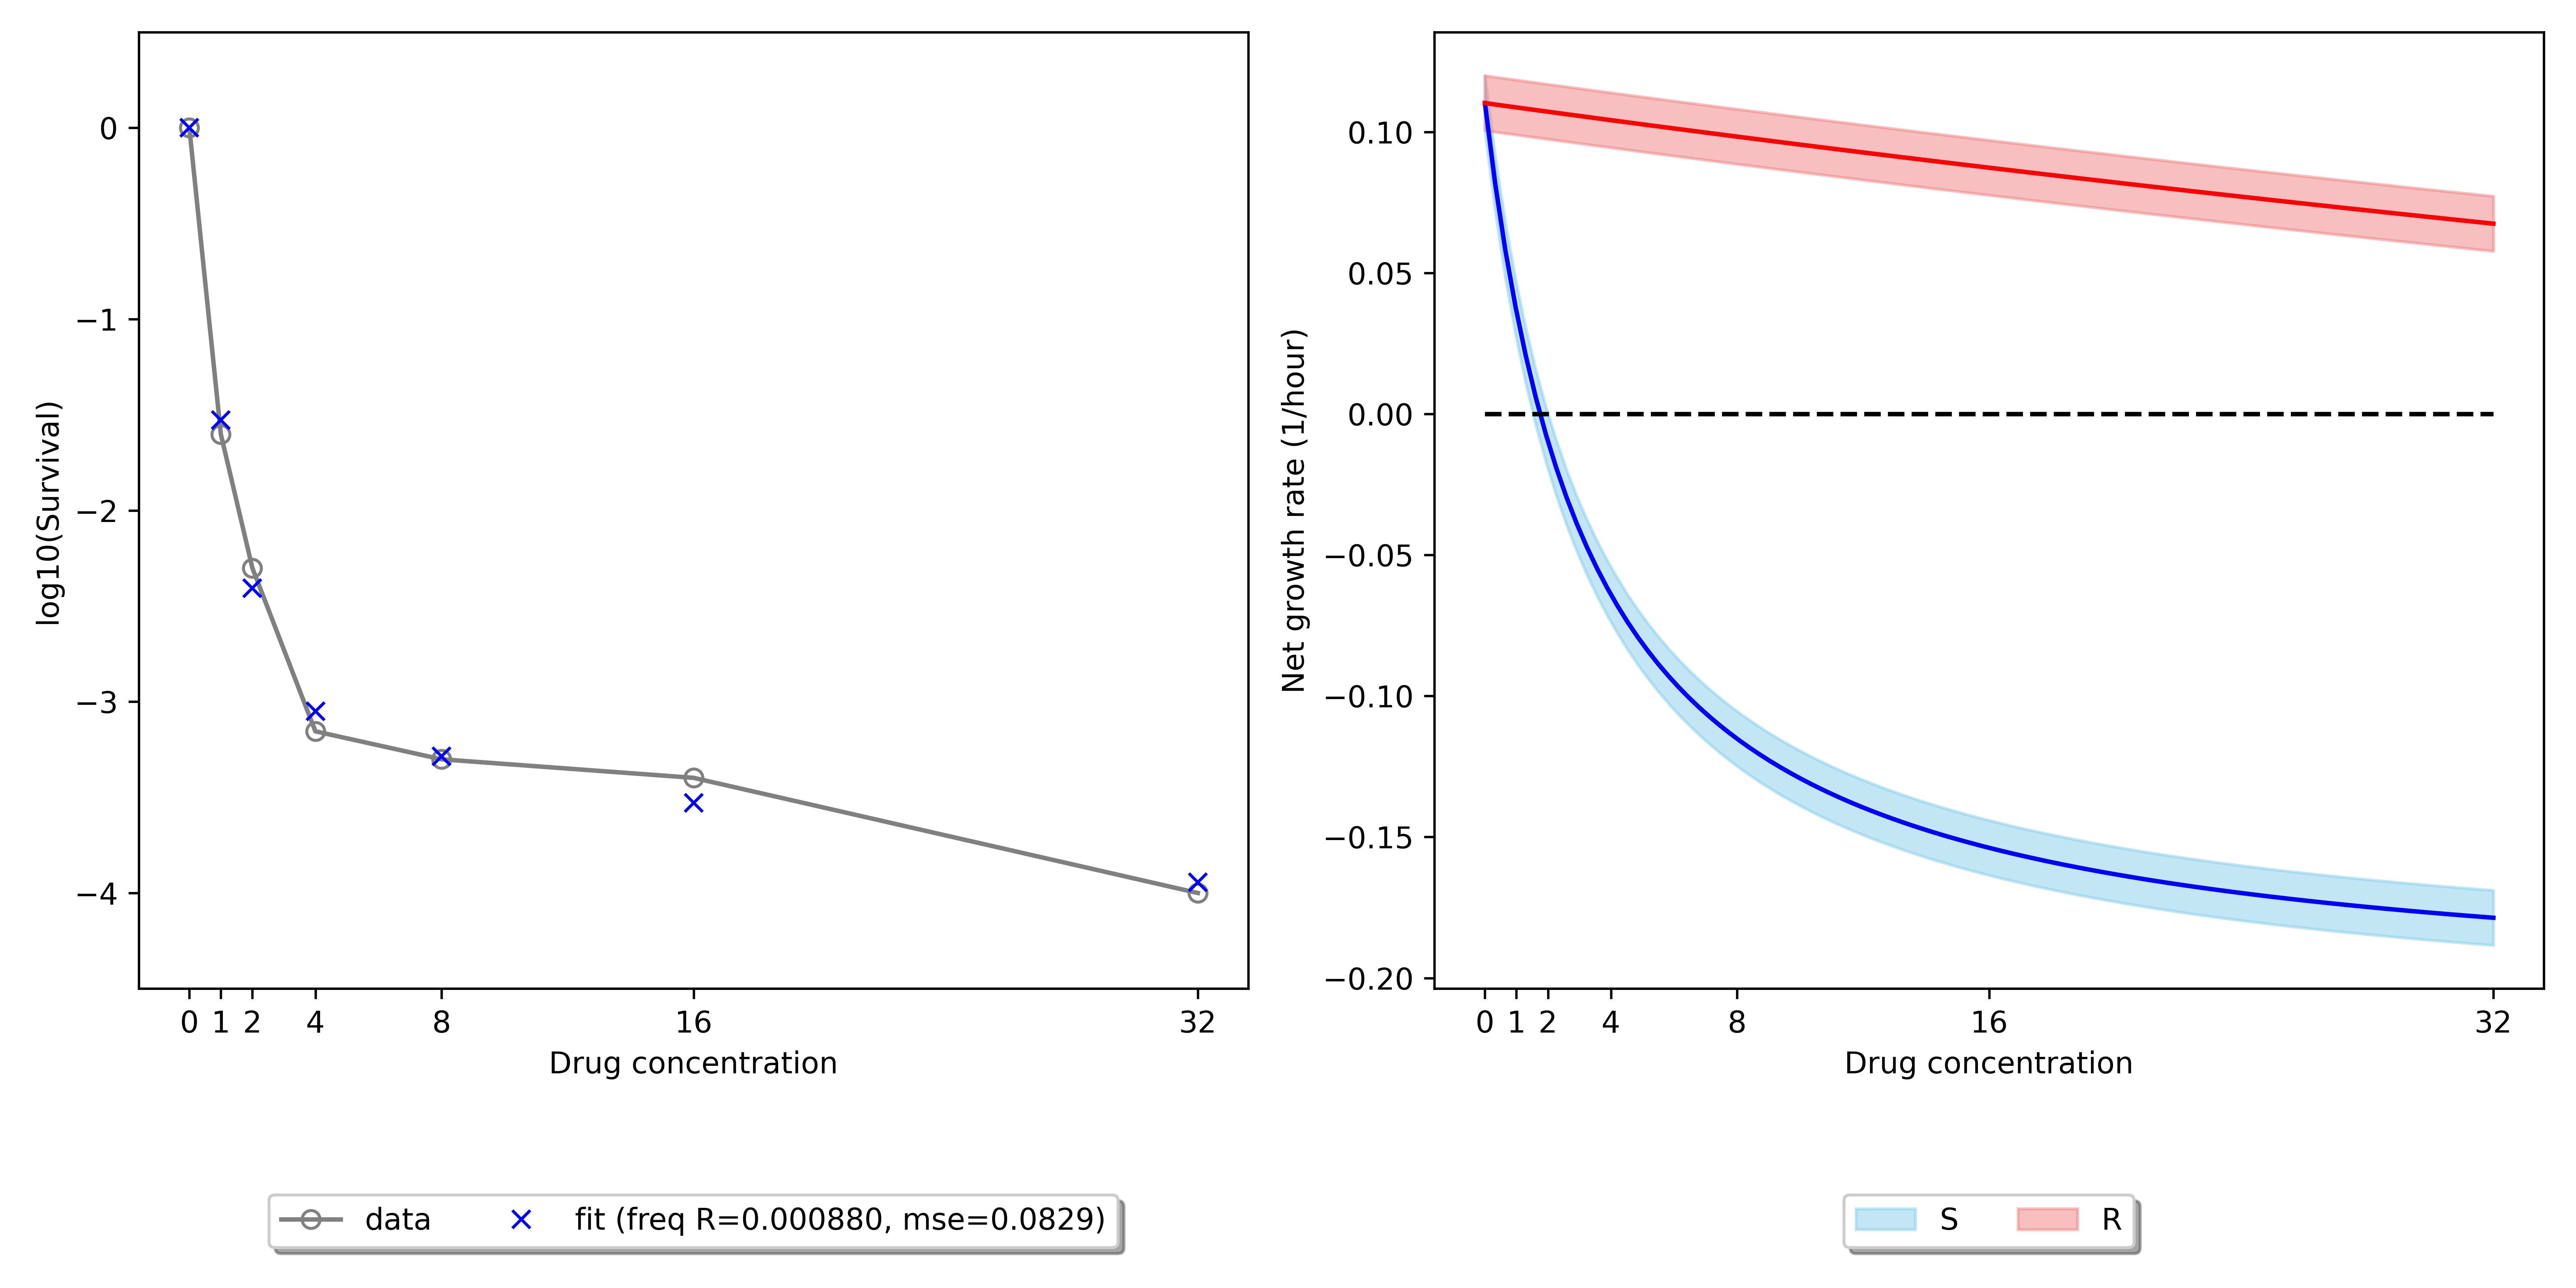 log10(Survival)
0
−1
−2
−3
−4
0 1 2 4 8 16 32
Drug concentration
data fit (freq R=0.000880, mse=0.0829)
Net growth rate (1/hour)
0.10
0.05
0.00
−0.05
−0.10
−0.15
−0.20
0 1 2 4 8 16 32
Drug concentration
S R